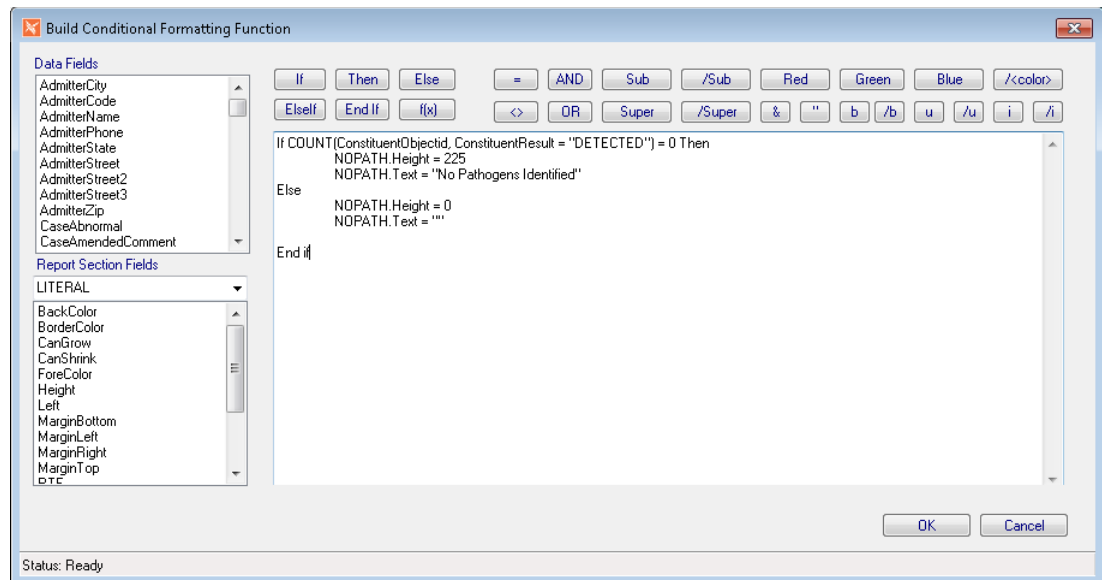 Build Conditional Formatting Function
Data Fields
AdmitterCity
AdmitterCode
AdmitterName
AdmitterPhone
AdmitterState
AdmitterStreet
AdmitterStreet2
AdmitterStreet3
AdmitterZip
CaseAbnormal
CaseAmendedComment
Report Section Fields
LITERAL
BackColor
BorderColor
CanGrow
CanShrink
ForeColor
Height
Left
MarginBottom
MarginLeft
MarginRight
MarginTop
RTF
If Then Else = AND Sub /Sub Red Green Blue /<color>
ElseIf End If f(x) <> OR Super /Super & " b /b u /u i /i
If COUNT(ConstituentObjectid, ConstituentResult = "DETECTED") = 0 Then
NOPATH.Height = 225
NOPATH.Text = "No Pathogens Identified"
Else
NOPATH.Height = 0
NOPATH.Text = ""
End if
OK Cancel
Status: Ready